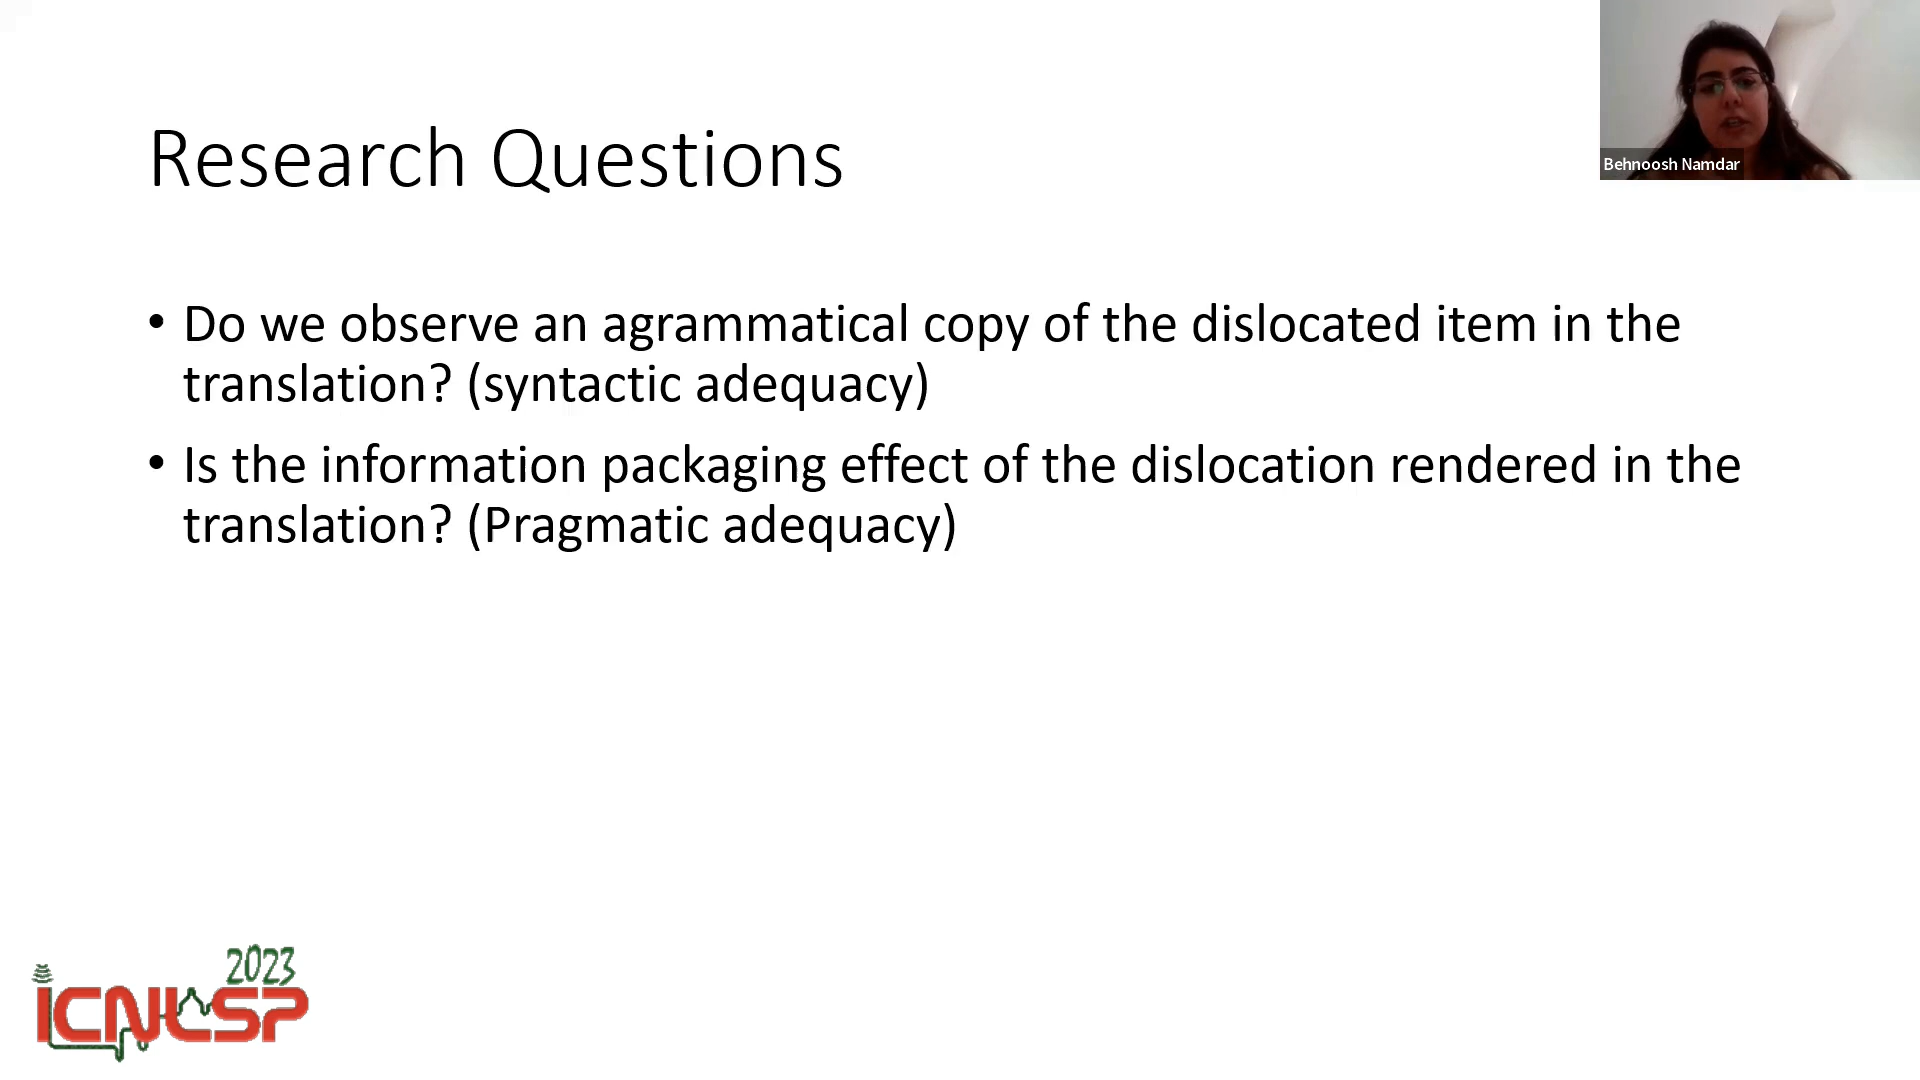 Behnoosh Namdar
Research Questions
• Do we observe an agrammatical copy of the dislocated item in the
translation? (syntactic adequacy)
• Is the information packaging effect of the dislocation rendered in the
translation? (Pragmatic adequacy)
2023
ICNLSP